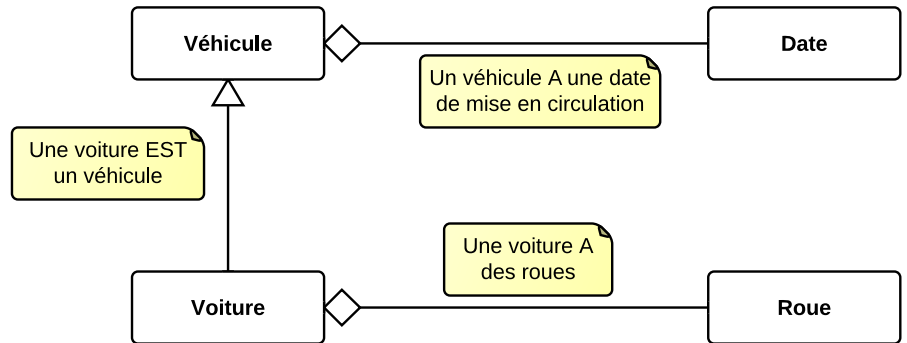 Véhicule
Date
Un véhicule A une date
de mise en circulation
Une voiture EST
un véhicule
Une voiture A
des roues
Voiture
Roue